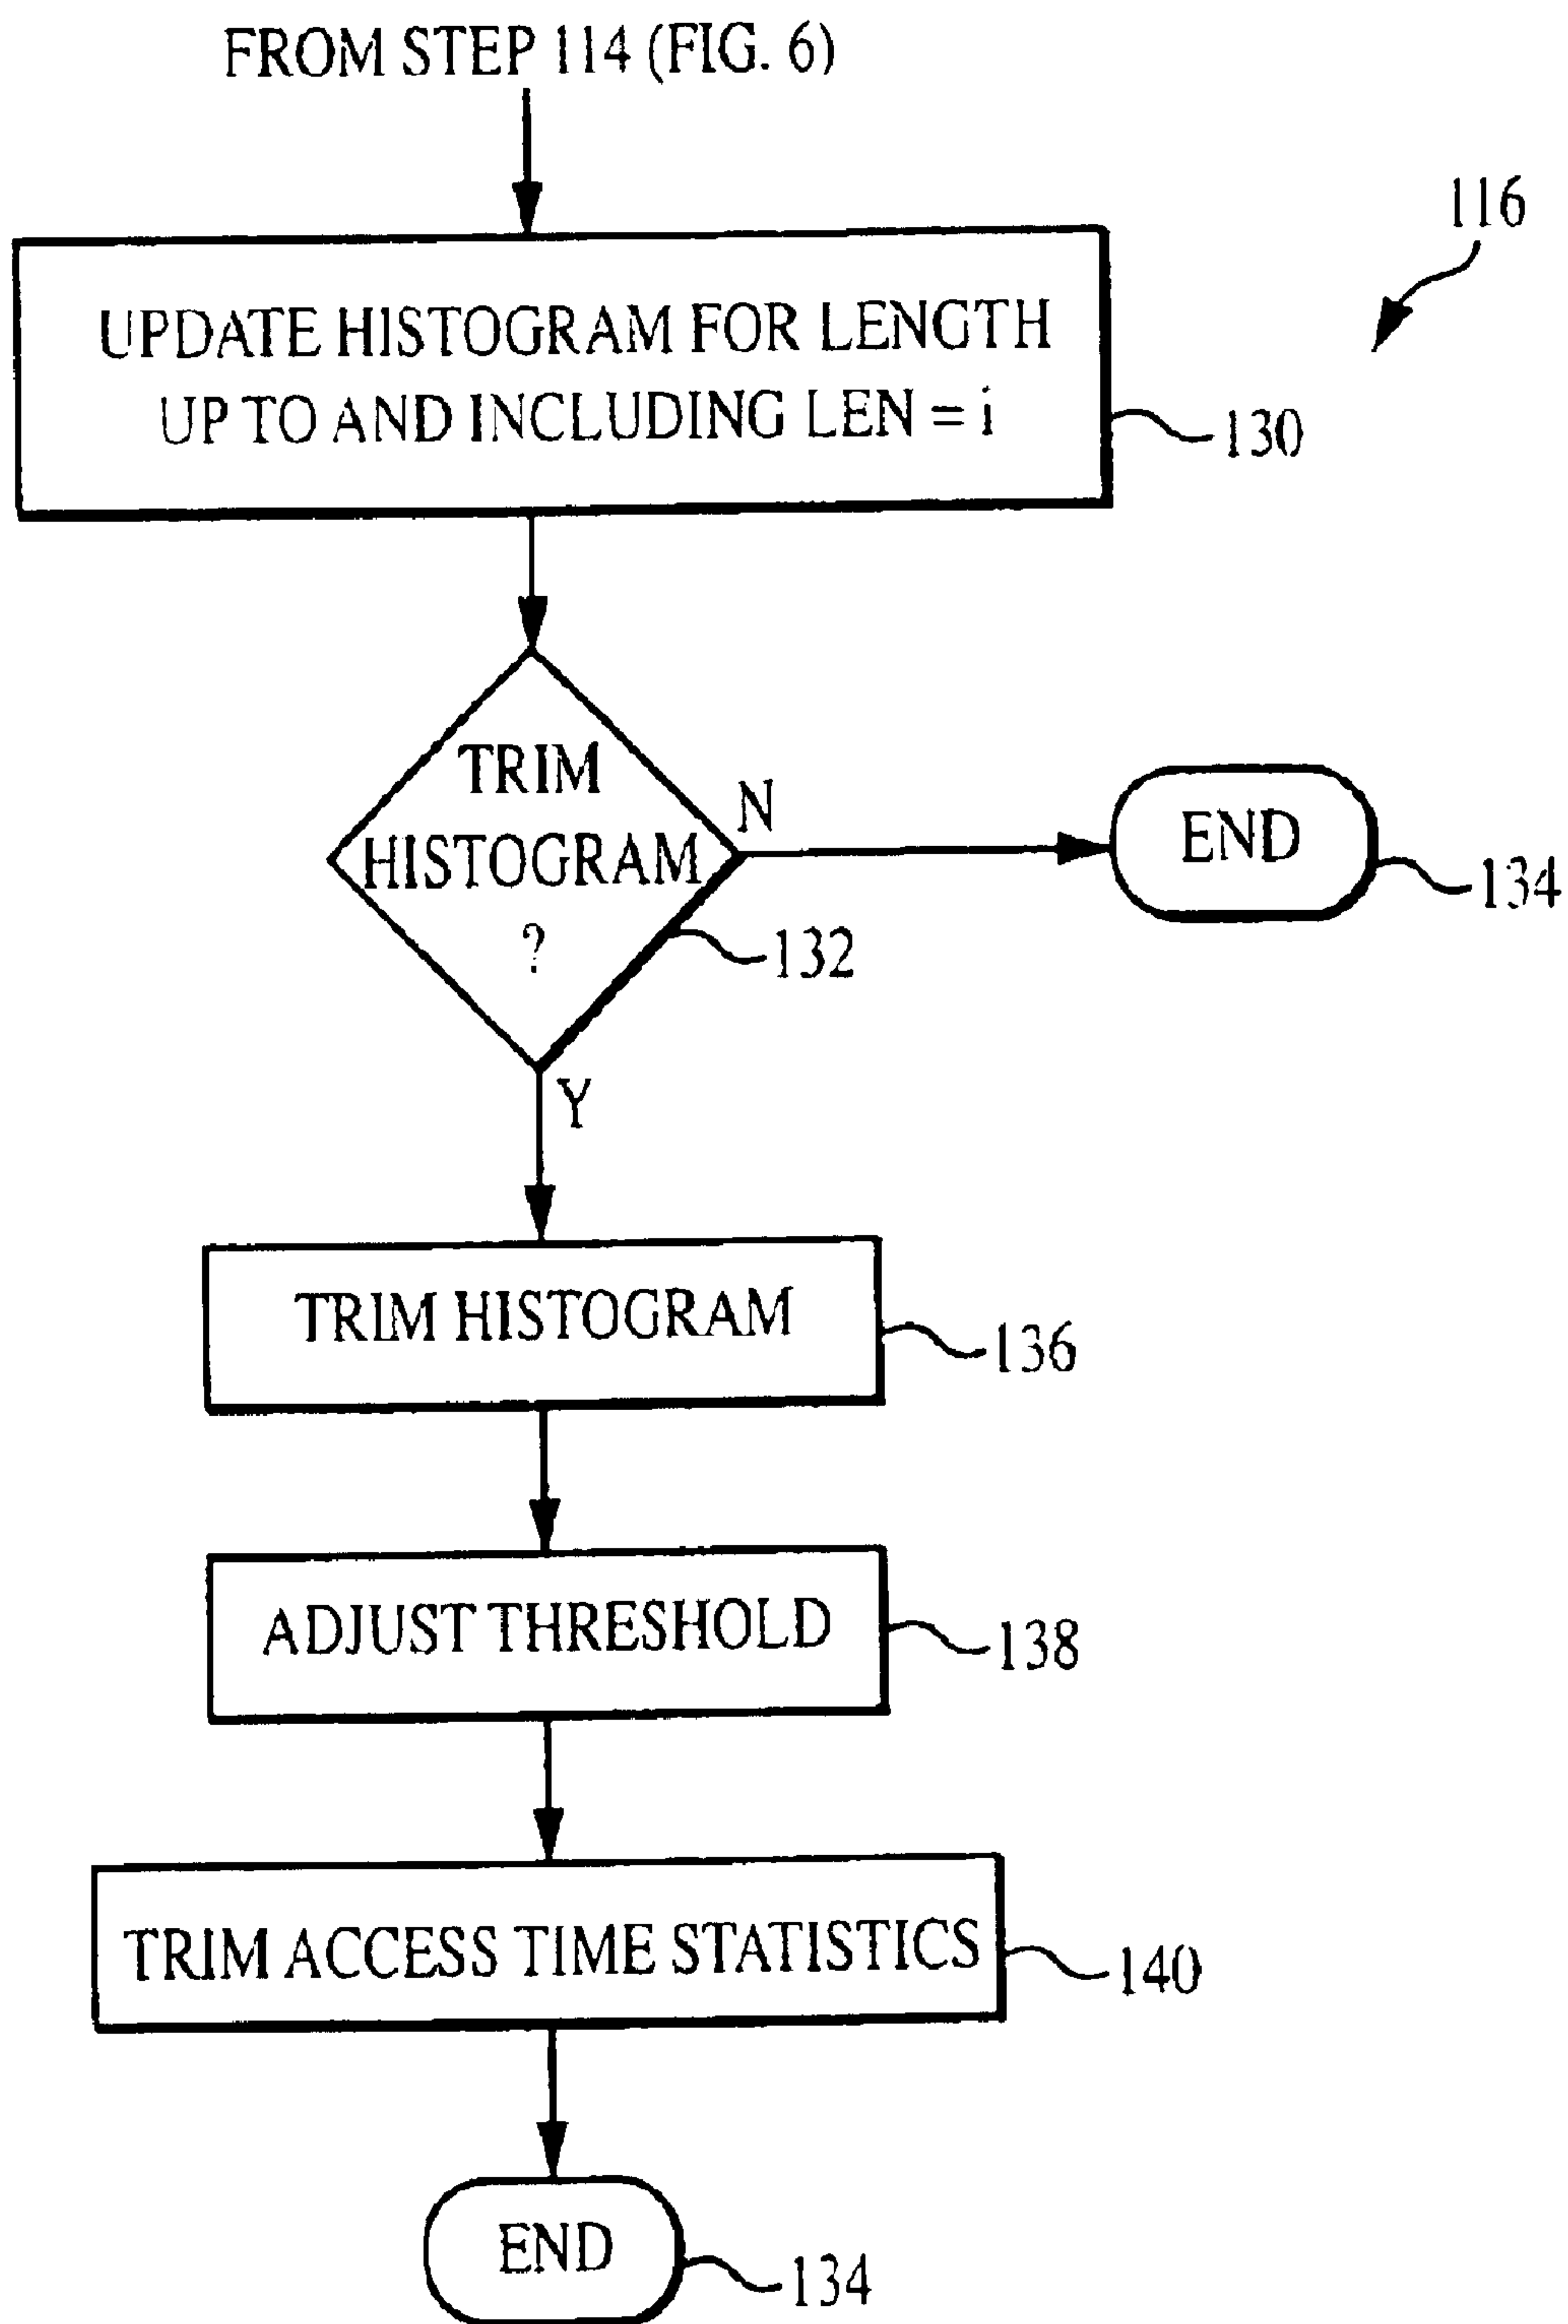 FROM STEP 114 (FIG. 6)
116
UPDATE HISTOGRAM FOR LENGTH
UP TO AND INCLUDING LEN = i
130
TRIM
HISTOGRAM
?
N
END
134
132
Y
TRIM HISTOGRAM
136
ADJUST THRESHOLD
138
TRIM ACCESS TIME STATISTICS
140
END
134